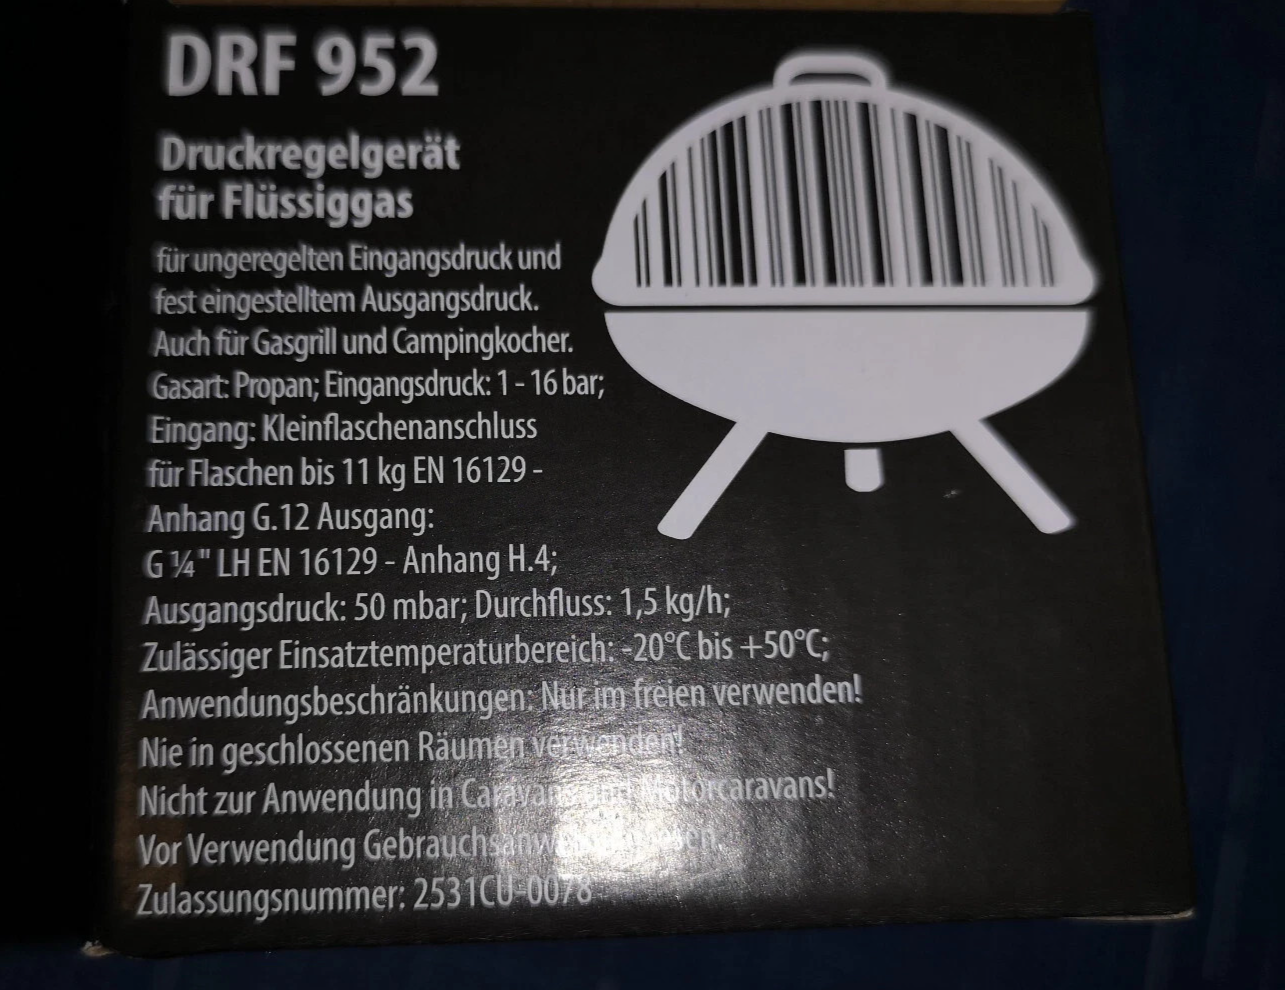 DRF 952
Druckregelgerät
für Flüssiggas
für ungeregelten Eingangsdruck und
fest eingestelltem Ausgangsdruck.
Auch für Gasgrill und Campingkocher.
Gasart: Propan; Eingangsdruck: 1 - 16 bar;
Eingang: Kleinflaschenanschluss
für Flaschen bis 11 kg EN 16129 -
Anhang G.12 Ausgang:
G ¼" LH EN 16129 - Anhang H.4;
Ausgangsdruck: 50 mbar; Durchfluss: 1,5 kg/h;
Zulässiger Einsatztemperaturbereich: -20°C bis +50°C;
Anwendungsbeschränkungen: Nur im freien verwenden!
Nie in geschlossenen Räumen verwenden!
Nicht zur Anwendung in Caravans und Motorcaravans!
Vor Verwendung
Zulassungsnummer: 2531CU-0078